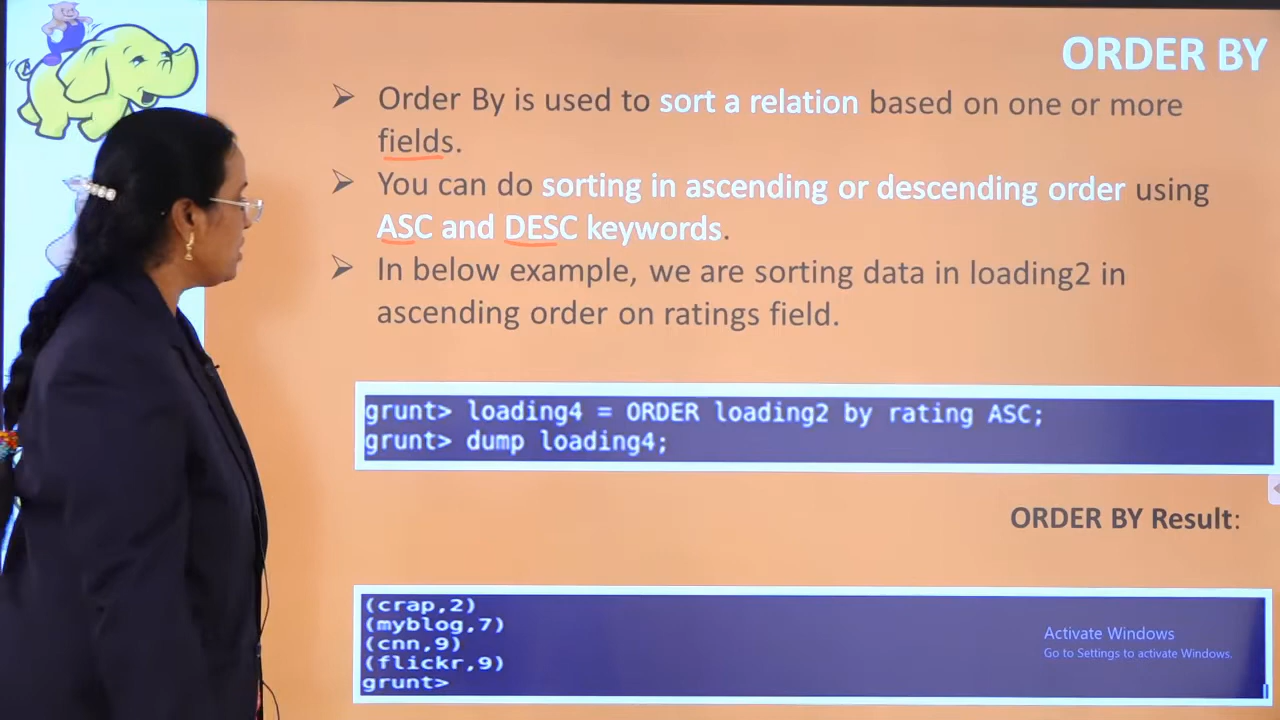 ORDER BY
Order By is used to sort a relation based on one or more
fields.
You can do sorting in ascending or descending order using
ASC and DESC keywords.
In below example, we are sorting data in loading2 in
ascending order on ratings field.
grunt> loading4 = ORDER loading2 by rating ASC;
grunt> dump loading4;
ORDER BY Result:
(crap,2)
(myblog,7)
(cnn,9)
(flickr,9)
grunt>
Activate Windows
Go to Settings to activate Windows.